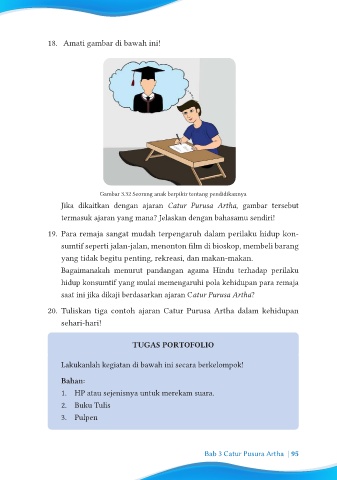 18. Amati gambar di bawah ini!
Gambar 3.32 Seorang anak berpikir tentang pendidikannya
Jika dikaitkan dengan ajaran Catur Purusa Artha, gambar tersebut
termasuk ajaran yang mana? Jelaskan dengan bahasamu sendiri!
19. Para remaja sangat mudah terpengaruh dalam perilaku hidup kon-
sumtif seperti jalan-jalan, menonton film di bioskop, membeli barang
yang tidak begitu penting, rekreasi, dan makan-makan.
Bagaimanakah menurut pandangan agama Hindu terhadap perilaku
hidup konsumtif yang mulai memengaruhi pola kehidupan para remaja
saat ini jika dikaji berdasarkan ajaran Catur Purusa Artha?
20. Tuliskan tiga contoh ajaran Catur Purusa Artha dalam kehidupan
sehari-hari!
TUGAS PORTOFOLIO
Lakukanlah kegiatan di bawah ini secara berkelompok!
Bahan:
1. HP atau sejenisnya untuk merekam suara.
2. Buku Tulis
3. Pulpen
Bab 3 Catur Pusura Artha | 95